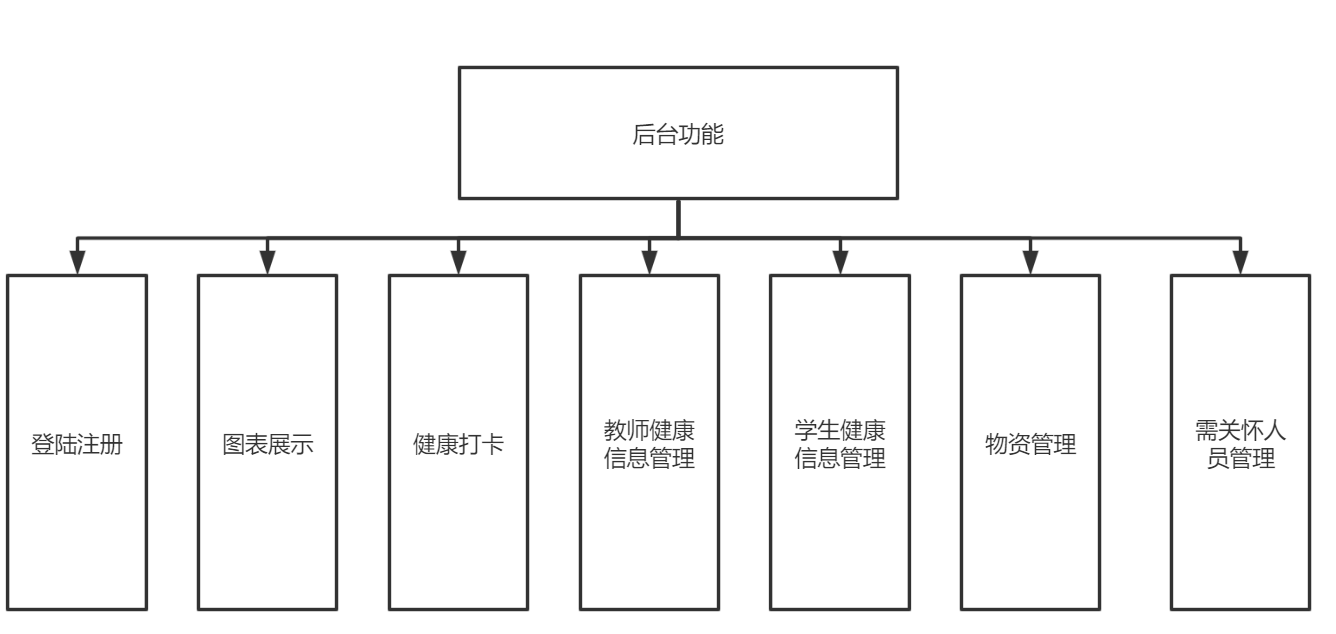 后台功能
登陆注册
图表展示
健康打卡
教师健康
信息管理
学生健康
信息管理
物资管理
需关怀人
员管理